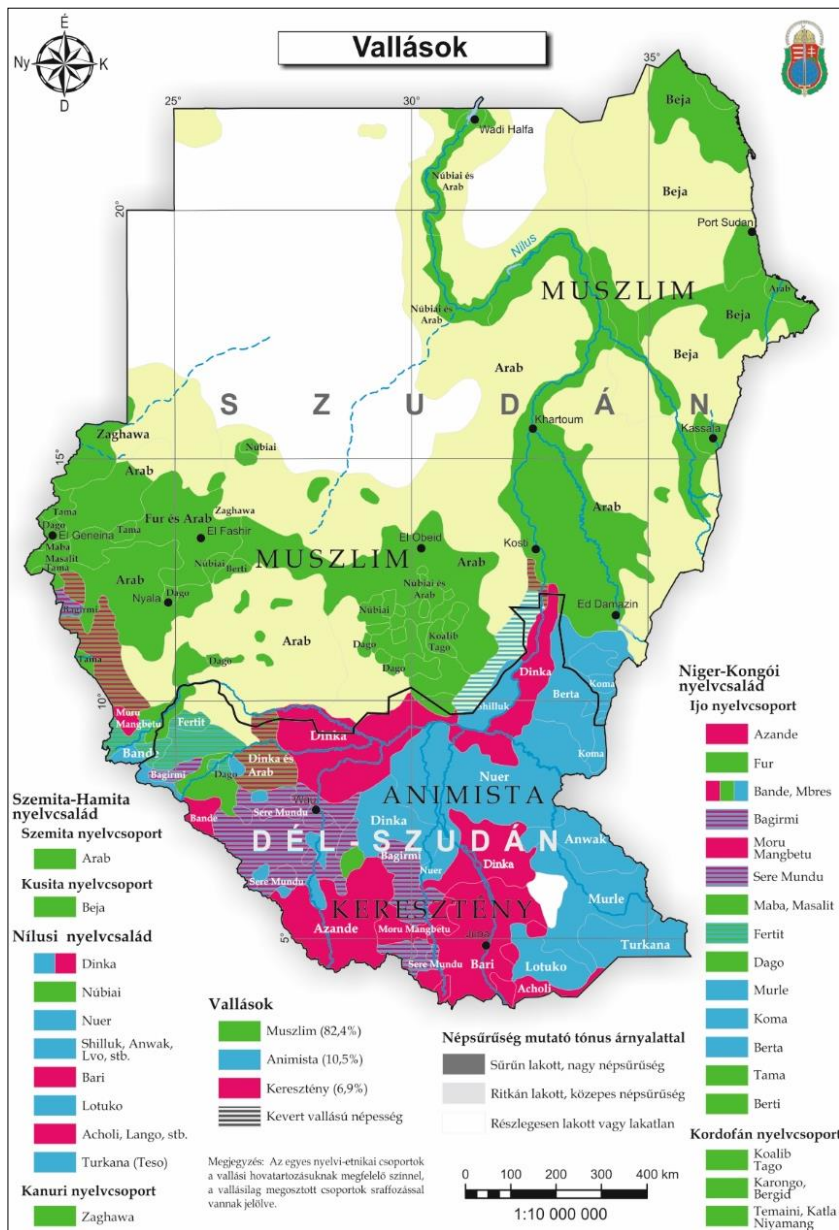 Vallások
É
Ny
K
D
25°
30°
35°
20°
15°
10°
5°
Beja
Wadi Halfa
Núbiai és
Arab
Beja
Port Sudan
Nílus
Arab
MUSZLIM
Núbiai és
Arab
Beja
Beja
Arab
SZUDÁN
Zaghawa
Khartoum
Kassala
Núbiai
Arab
Tama
Zaghawa
Dago
Fur és Arab
Tama
El Geneina
El Fashir
Maba
Masalit
Tama
MUSZLIM
El Obeid
Arab
Kosti
Arab
Núbiai
Berti
Arab
Dago
Nyala
Núbiai és
Arab
Núbiai
Bagirmi
Ed Damazin
Arab
Koalib
Tago
Dago
Dago
Tama
Dago
Dinka
Koma
Berta
Shilluk
Moru
Mangbetu
Fertit
Dinka
Bande
Koma
Bagirmi
Dago
Dinka és
Arab
Nuer
Waju
ANIMISTA
Bande
Sere Mundu
Dinka
DÉL-SZUDÁN
Anwak
Bagirmi
Dinka
Nuer
Sere Mundu
Murle
KERESZTÉNY
Azande
Moru Mangbetu
Juba
Turkana
Sere Mundu
Bari
Lotuko
Acholi
Szemita-Hamita
nyelvcsalád
Szemita nyelvcsoport
Arab
Kusita nyelvcsoport
Beja
Nílusi nyelvcsalád
Dinka
Núbiai
Nuer
Shilluk, Anwak,
Lvo, stb.
Bari
Lotuko
Acholi, Lango, stb.
Turkana (Teso)
Kanuri nyelvcsoport
Zaghawa
Vallások
Muszlim (82,4%)
Animista (10,5%)
Keresztény (6,9%)
Kevert vallású népesség
Megjegyzés: Az egyes nyelvi-etnikai csoportok
a vallási hovatartozásuknak megfelelő színnel,
a vallásilag megosztott csoportok sraffozással
vannak jelölve.
Népsűrűség mutató tónus árnyalattal
Sűrűn lakott, nagy népsűrűség
Ritkán lakott, közepes népsűrűség
Részlegesen lakott vagy lakatlan
0 100 200 300 400 km
1:10 000 000
Niger-Kongói
nyelvcsalád
Ijo nyelvcsoport
Azande
Fur
Bande, Mbres
Bagirmi
Moru
Mangbetu
Sere Mundu
Maba, Masalit
Fertit
Dago
Murle
Koma
Berta
Tama
Berti
Kordofán nyelvcsoport
Koalib
Tago
Karongo,
Bergid
Temaini, Katla
Niyamang